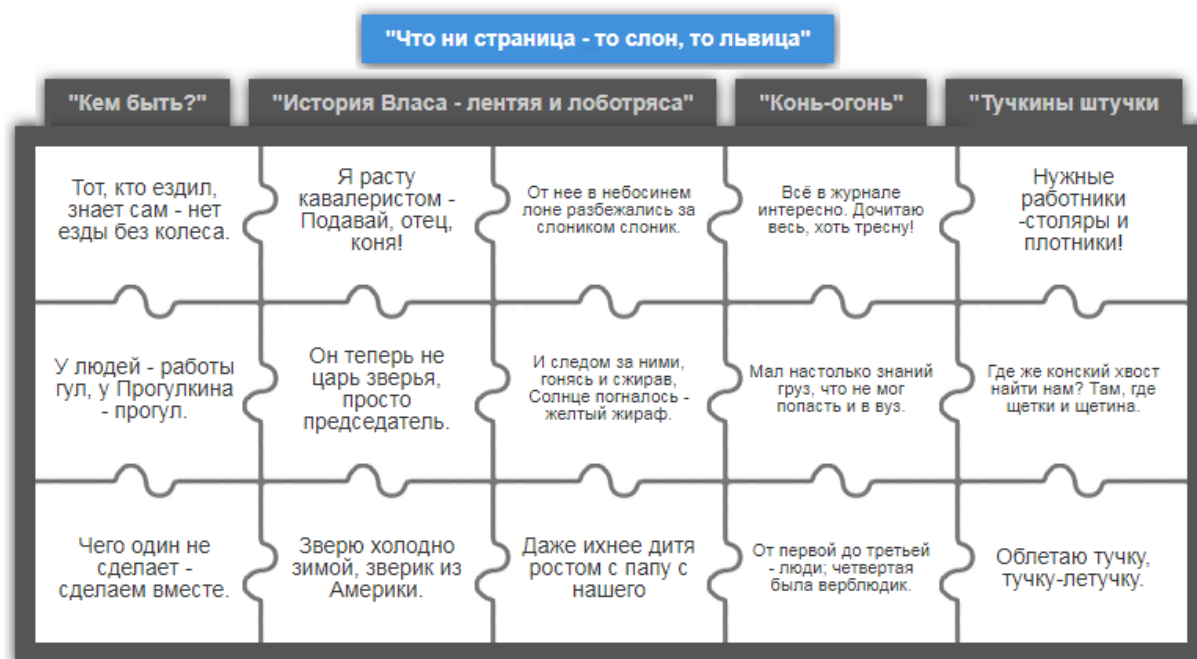 "Что ни страница - то слон, то львица"
"Кем быть?"
"История Власа - лентяя и лоботряса"
"Конь-огонь"
"Тучкины штучки
Тот, кто ездил,
знает сам - нет
езды без колеса.
Я расту
кавалеристом -
Подавай, отец,
коня!
От нее в небосинем
лоне разбежались за
слоником слоник.
Всё в журнале
интересно. Дочитаю
весь, хоть тресну!
Нужные
работники
-столяры и
плотники!
У людей - работы
гул, у Прогулкина
- прогул.
Он теперь не
царь зверья,
просто
председатель.
И следом за ними,
гонясь и сжирав,
Солнце погналось -
желтый жираф.
Мал настолько знаний
груз, что не мог
попасть и в вуз.
Где же конский хвост
найти нам? Там, где
щетки и щетина.
Чего один не
сделает -
сделаем вместе.
Зверю холодно
зимой, зверик из
Америки.
Даже ихнее дитя
ростом с папу с
нашего
От первой до третьей
- люди; четвертая
была верблюдик.
Облетаю тучку,
тучку-летучку.